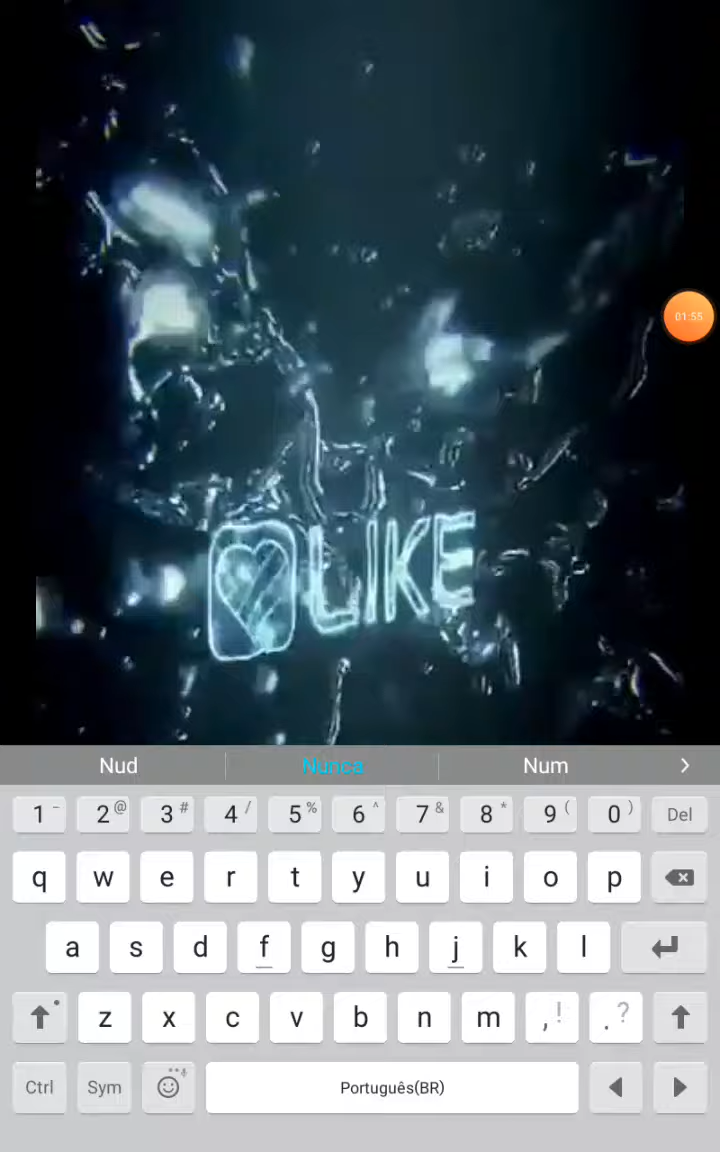 01:55
LIKE
Nud Nunca Num
1 - 2 @ 3 # 4 / 5 % 6 ^ 7 & 8 * 9 ( 0 ) Del
q w e r t y u i o p
a s d f g h j k l
z x c v b n m , ! . ?
Ctrl Sym Português(BR)